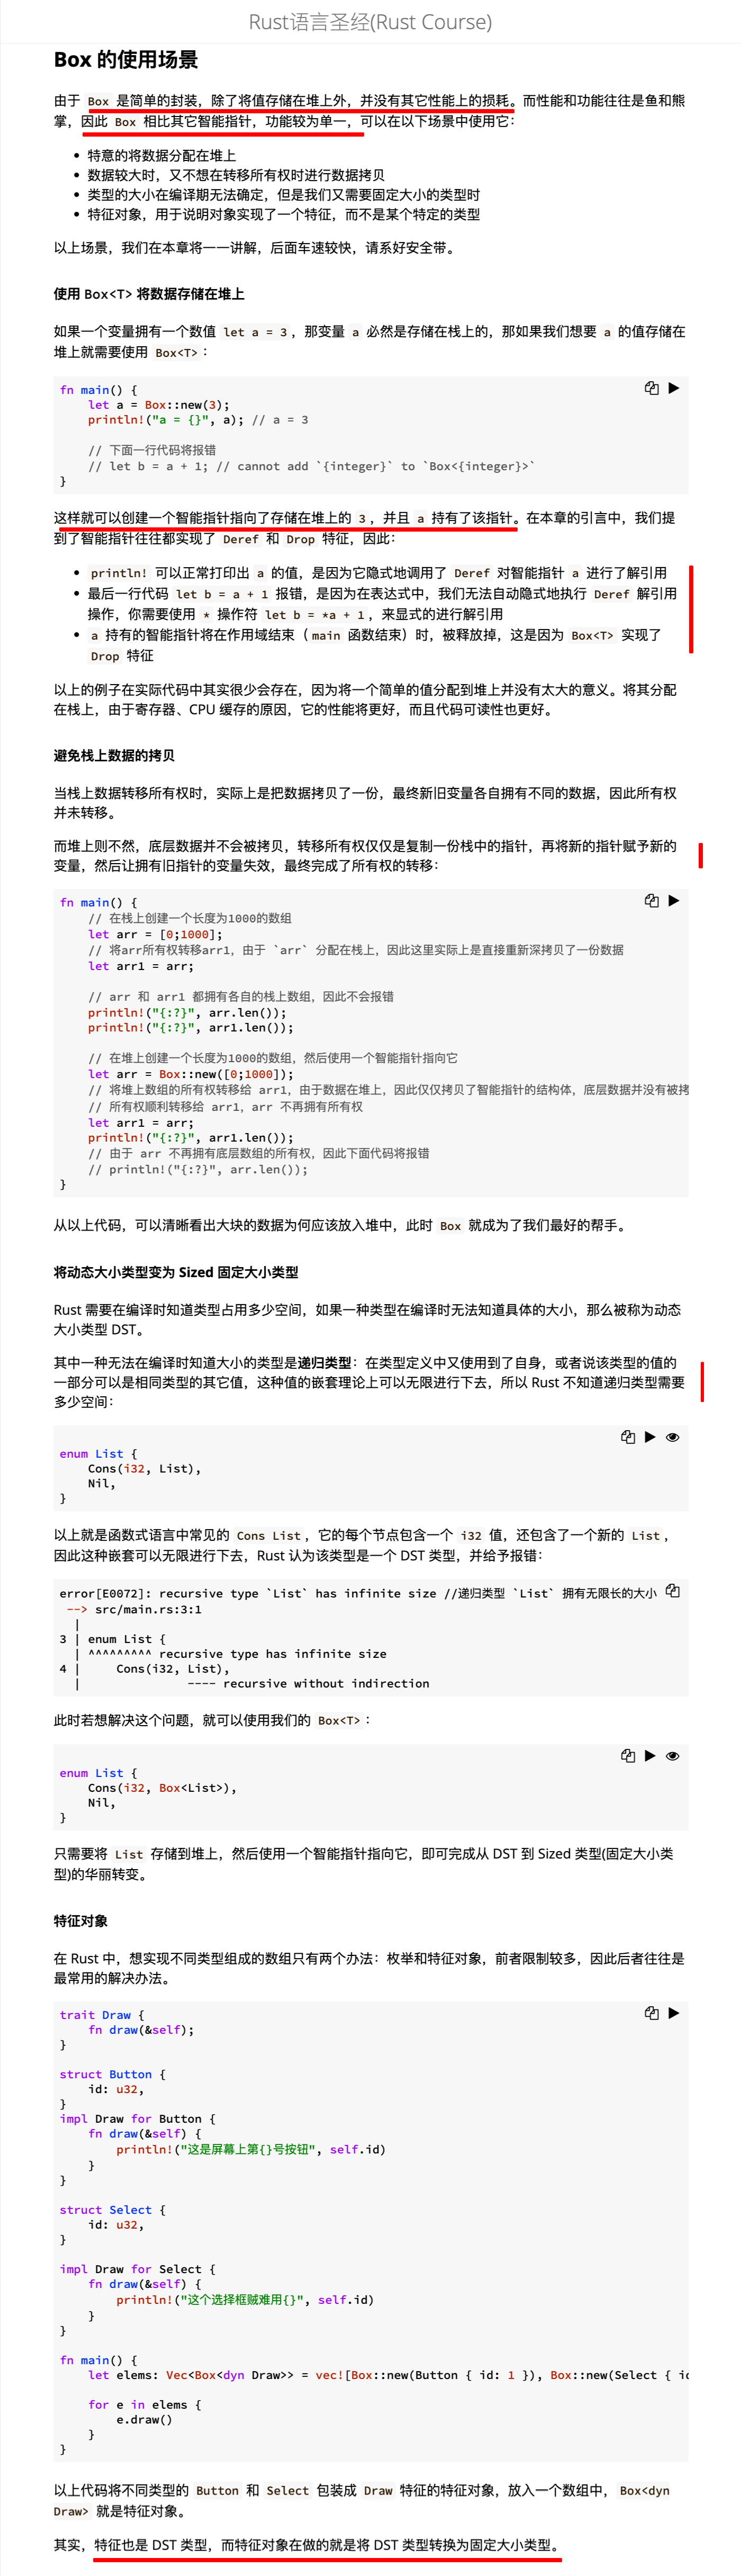 Rust语言圣经(Rust Course)
Box 的使用场景
由于 Box 是简单的封装，除了将值存储在堆上外，并没有其它性能上的损耗。而性能和功能往往是鱼和熊
掌，因此 Box 相比其它智能指针，功能较为单一，可以在以下场景中使用它：
• 特意的将数据分配在堆上
• 数据较大时，又不想在转移所有权时进行数据拷贝
• 类型的大小在编译期无法确定，但是我们又需要固定大小的类型时
• 特征对象，用于说明对象实现了一个特征，而不是某个特定的类型
以上场景，我们在本章将一一讲解，后面车速较快，请系好安全带。
使用 Box<T> 将数据存储在堆上
如果一个变量拥有一个数值 let a = 3，那变量 a 必然是存储在栈上的，那如果我们想要 a 的值存储在
堆上就需要使用 Box<T>：
fn main() {
    let a = Box::new(3);
    println!("a = {}", a); // a = 3

    // 下面一行代码将报错
    // let b = a + 1; // cannot add `{integer}` to `Box<{integer}>`
}
这样就可以创建一个智能指针指向了存储在堆上的 3，并且 a 持有了该指针。在本章的引言中，我们提
到了智能指针往往都实现了 Deref 和 Drop 特征，因此：
• println! 可以正常打印出 a 的值，是因为它隐式地调用了 Deref 对智能指针 a 进行了解引用
• 最后一行代码 let b = a + 1 报错，是因为在表达式中，我们无法自动隐式地执行 Deref 解引用
操作，你需要使用 * 操作符 let b = *a + 1，来显式的进行解引用
• a 持有的智能指针将在作用域结束（main 函数结束）时，被释放掉，这是因为 Box<T> 实现了
Drop 特征
以上的例子在实际代码中其实很少会存在，因为将一个简单的值分配到堆上并没有太大的意义。将其分配
在栈上，由于寄存器、CPU 缓存的原因，它的性能将更好，而且代码可读性也更好。
避免栈上数据的拷贝
当栈上数据转移所有权时，实际上是把数据拷贝了一份，最终新旧变量各自拥有不同的数据，因此所有权
并未转移。
而堆上则不然，底层数据并不会被拷贝，转移所有权仅仅是复制一份栈中的指针，再将新的指针赋予新的
变量，然后让拥有旧指针的变量失效，最终完成了所有权的转移：
fn main() {
    // 在栈上创建一个长度为1000的数组
    let arr = [0;1000];
    // 将arr所有权转移arr1，由于 `arr` 分配在栈上，因此这里实际上是直接重新深拷贝了一份数据
    let arr1 = arr;

    // arr 和 arr1 都拥有各自的栈上数组，因此不会报错
    println!("{:?}", arr.len());
    println!("{:?}", arr1.len());

    // 在堆上创建一个长度为1000的数组，然后使用一个智能指针指向它
    let arr = Box::new([0;1000]);
    // 将堆上数组的所有权转移给 arr1，由于数据在堆上，因此仅仅拷贝了智能指针的结构体，底层数据并没有被拷
    // 所有权顺利转移给 arr1，arr 不再拥有所有权
    let arr1 = arr;
    println!("{:?}", arr1.len());
    // 由于 arr 不再拥有底层数组的所有权，因此下面代码将报错
    // println!("{:?}", arr.len());
}
从以上代码，可以清晰看出大块的数据为何应该放入堆中，此时 Box 就成为了我们最好的帮手。
将动态大小类型变为 Sized 固定大小类型
Rust 需要在编译时知道类型占用多少空间，如果一种类型在编译时无法知道具体的大小，那么被称为动态
大小类型 DST。
其中一种无法在编译时知道大小的类型是递归类型：在类型定义中又使用到了自身，或者说该类型的值的
一部分可以是相同类型的其它值，这种值的嵌套理论上可以无限进行下去，所以 Rust 不知道递归类型需要
多少空间：
enum List {
    Cons(i32, List),
    Nil,
}
以上就是函数式语言中常见的 Cons List，它的每个节点包含一个 i32 值，还包含了一个新的 List，
因此这种嵌套可以无限进行下去，Rust 认为该类型是一个 DST 类型，并给予报错：
error[E0072]: recursive type `List` has infinite size //递归类型 `List` 拥有无限长的大小
 --> src/main.rs:3:1
  |
3 | enum List {
  | ^^^^^^^^^ recursive type has infinite size
4 |     Cons(i32, List),
  |               ---- recursive without indirection
此时若想解决这个问题，就可以使用我们的 Box<T>：
enum List {
    Cons(i32, Box<List>),
    Nil,
}
只需要将 List 存储到堆上，然后使用一个智能指针指向它，即可完成从 DST 到 Sized 类型(固定大小类
型)的华丽转变。
特征对象
在 Rust 中，想实现不同类型组成的数组只有两个办法：枚举和特征对象，前者限制较多，因此后者往往是
最常用的解决办法。
trait Draw {
    fn draw(&self);
}

struct Button {
    id: u32,
}
impl Draw for Button {
    fn draw(&self) {
        println!("这是屏幕上第{}号按钮", self.id)
    }
}

struct Select {
    id: u32,
}

impl Draw for Select {
    fn draw(&self) {
        println!("这个选择框贼难用{}", self.id)
    }
}

fn main() {
    let elems: Vec<Box<dyn Draw>> = vec![Box::new(Button { id: 1 }), Box::new(Select { id

    for e in elems {
        e.draw()
    }
}
以上代码将不同类型的 Button 和 Select 包装成 Draw 特征的特征对象，放入一个数组中，Box<dyn
Draw> 就是特征对象。
其实，特征也是 DST 类型，而特征对象在做的就是将 DST 类型转换为固定大小类型。